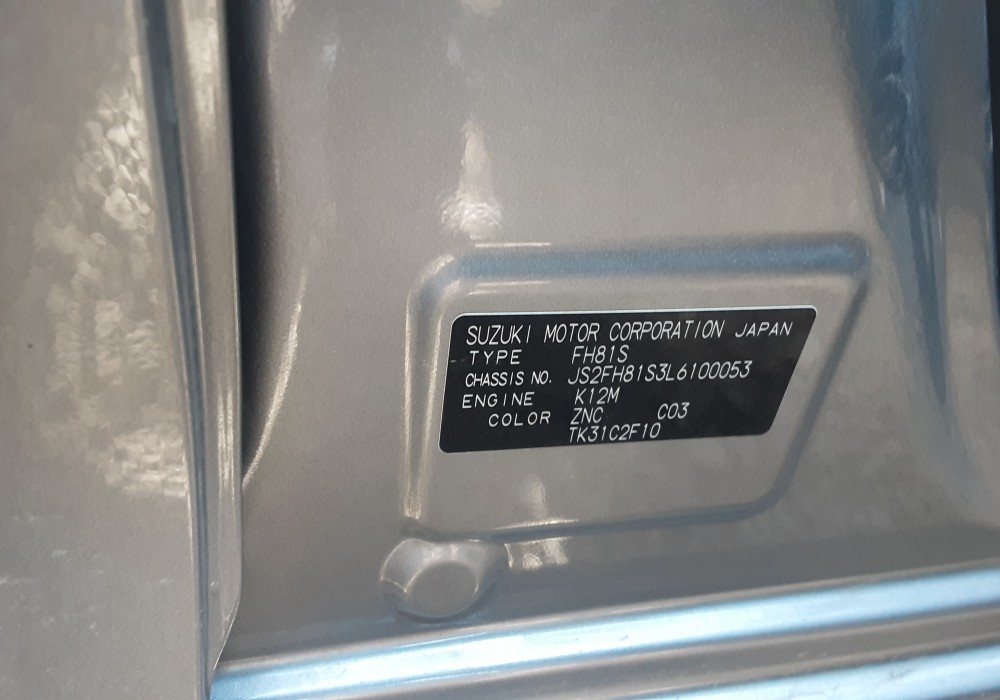 SUZUKI MOTOR CORPORATION JAPAN
TYPE FH81S
CHASSIS NO. JS2FH81S3L6100053
ENGINE K12M
COLOR ZNC C03
TK31C2F10